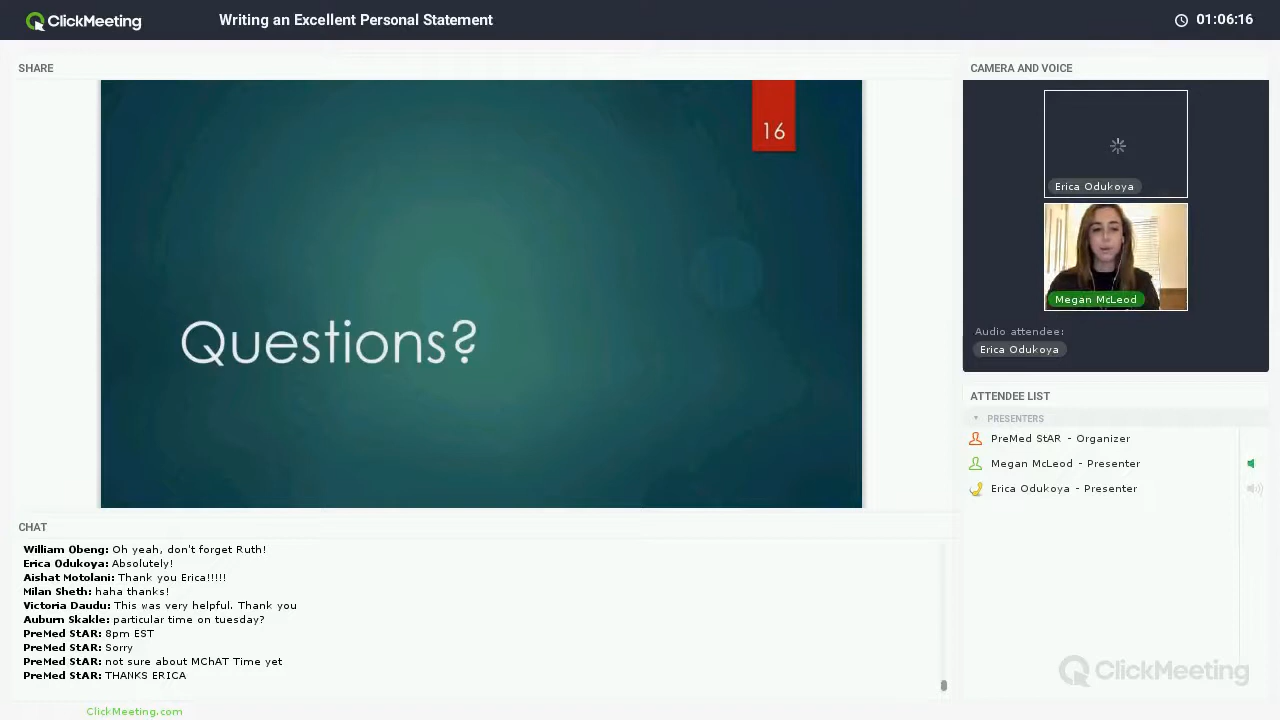 ClickMeeting
Writing an Excellent Personal Statement
01:06:16
SHARE
16
Questions?
CAMERA AND VOICE
Erica Odukoya
Megan McLeod
Audio attendee:
Erica Odukoya
ATTENDEE LIST
PRESENTERS
PreMed StAR - Organizer
Megan McLeod - Presenter
Erica Odukoya - Presenter
CHAT
William Obeng: Oh yeah, don't forget Ruth!
Erica Odukoya: Absolutely!
Aishat Motolani: Thank you Erica!!!!!
Milan Sheth: haha thanks!
Victoria Daudu: This was very helpful. Thank you
Auburn Skakle: particular time on tuesday?
PreMed StAR: 8pm EST
PreMed StAR: Sorry
PreMed StAR: not sure about MChAT Time yet
PreMed StAR: THANKS ERICA
ClickMeeting
ClickMeeting.com